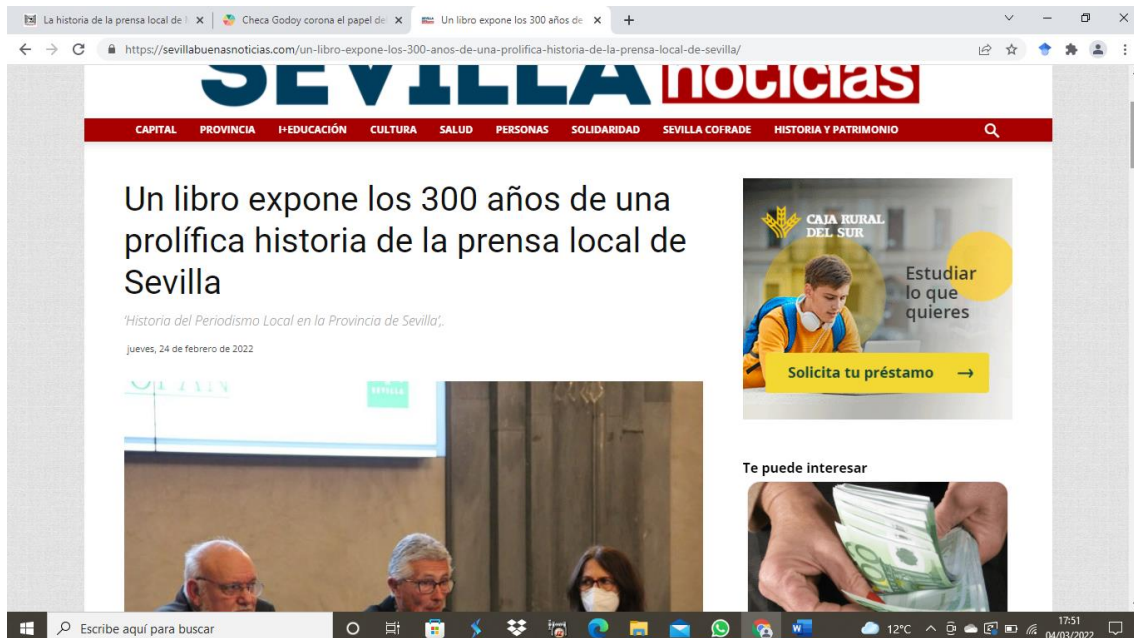 La historia de la prensa local de
Checa Godoy corona el papel de
Un libro expone los 300 años de
https://sevillabuenasnoticias.com/un-libro-expone-los-300-anos-de-una-prolifica-historia-de-la-prensa-local-de-sevilla/
SEVILLA noticias
CAPITAL PROVINCIA I+EDUCACIÓN CULTURA SALUD PERSONAS SOLIDARIDAD SEVILLA COFRADE HISTORIA Y PATRIMONIO
Un libro expone los 300 años de una
prolífica historia de la prensa local de
Sevilla
'Historia del Periodismo Local en la Provincia de Sevilla',.
jueves, 24 de febrero de 2022
SEVILLA
CAJA RURAL
DEL SUR
Estudiar
lo que
quieres
Solicita tu préstamo →
Te puede interesar
100
Escribe aquí para buscar
12°C
17:51
04/03/2022